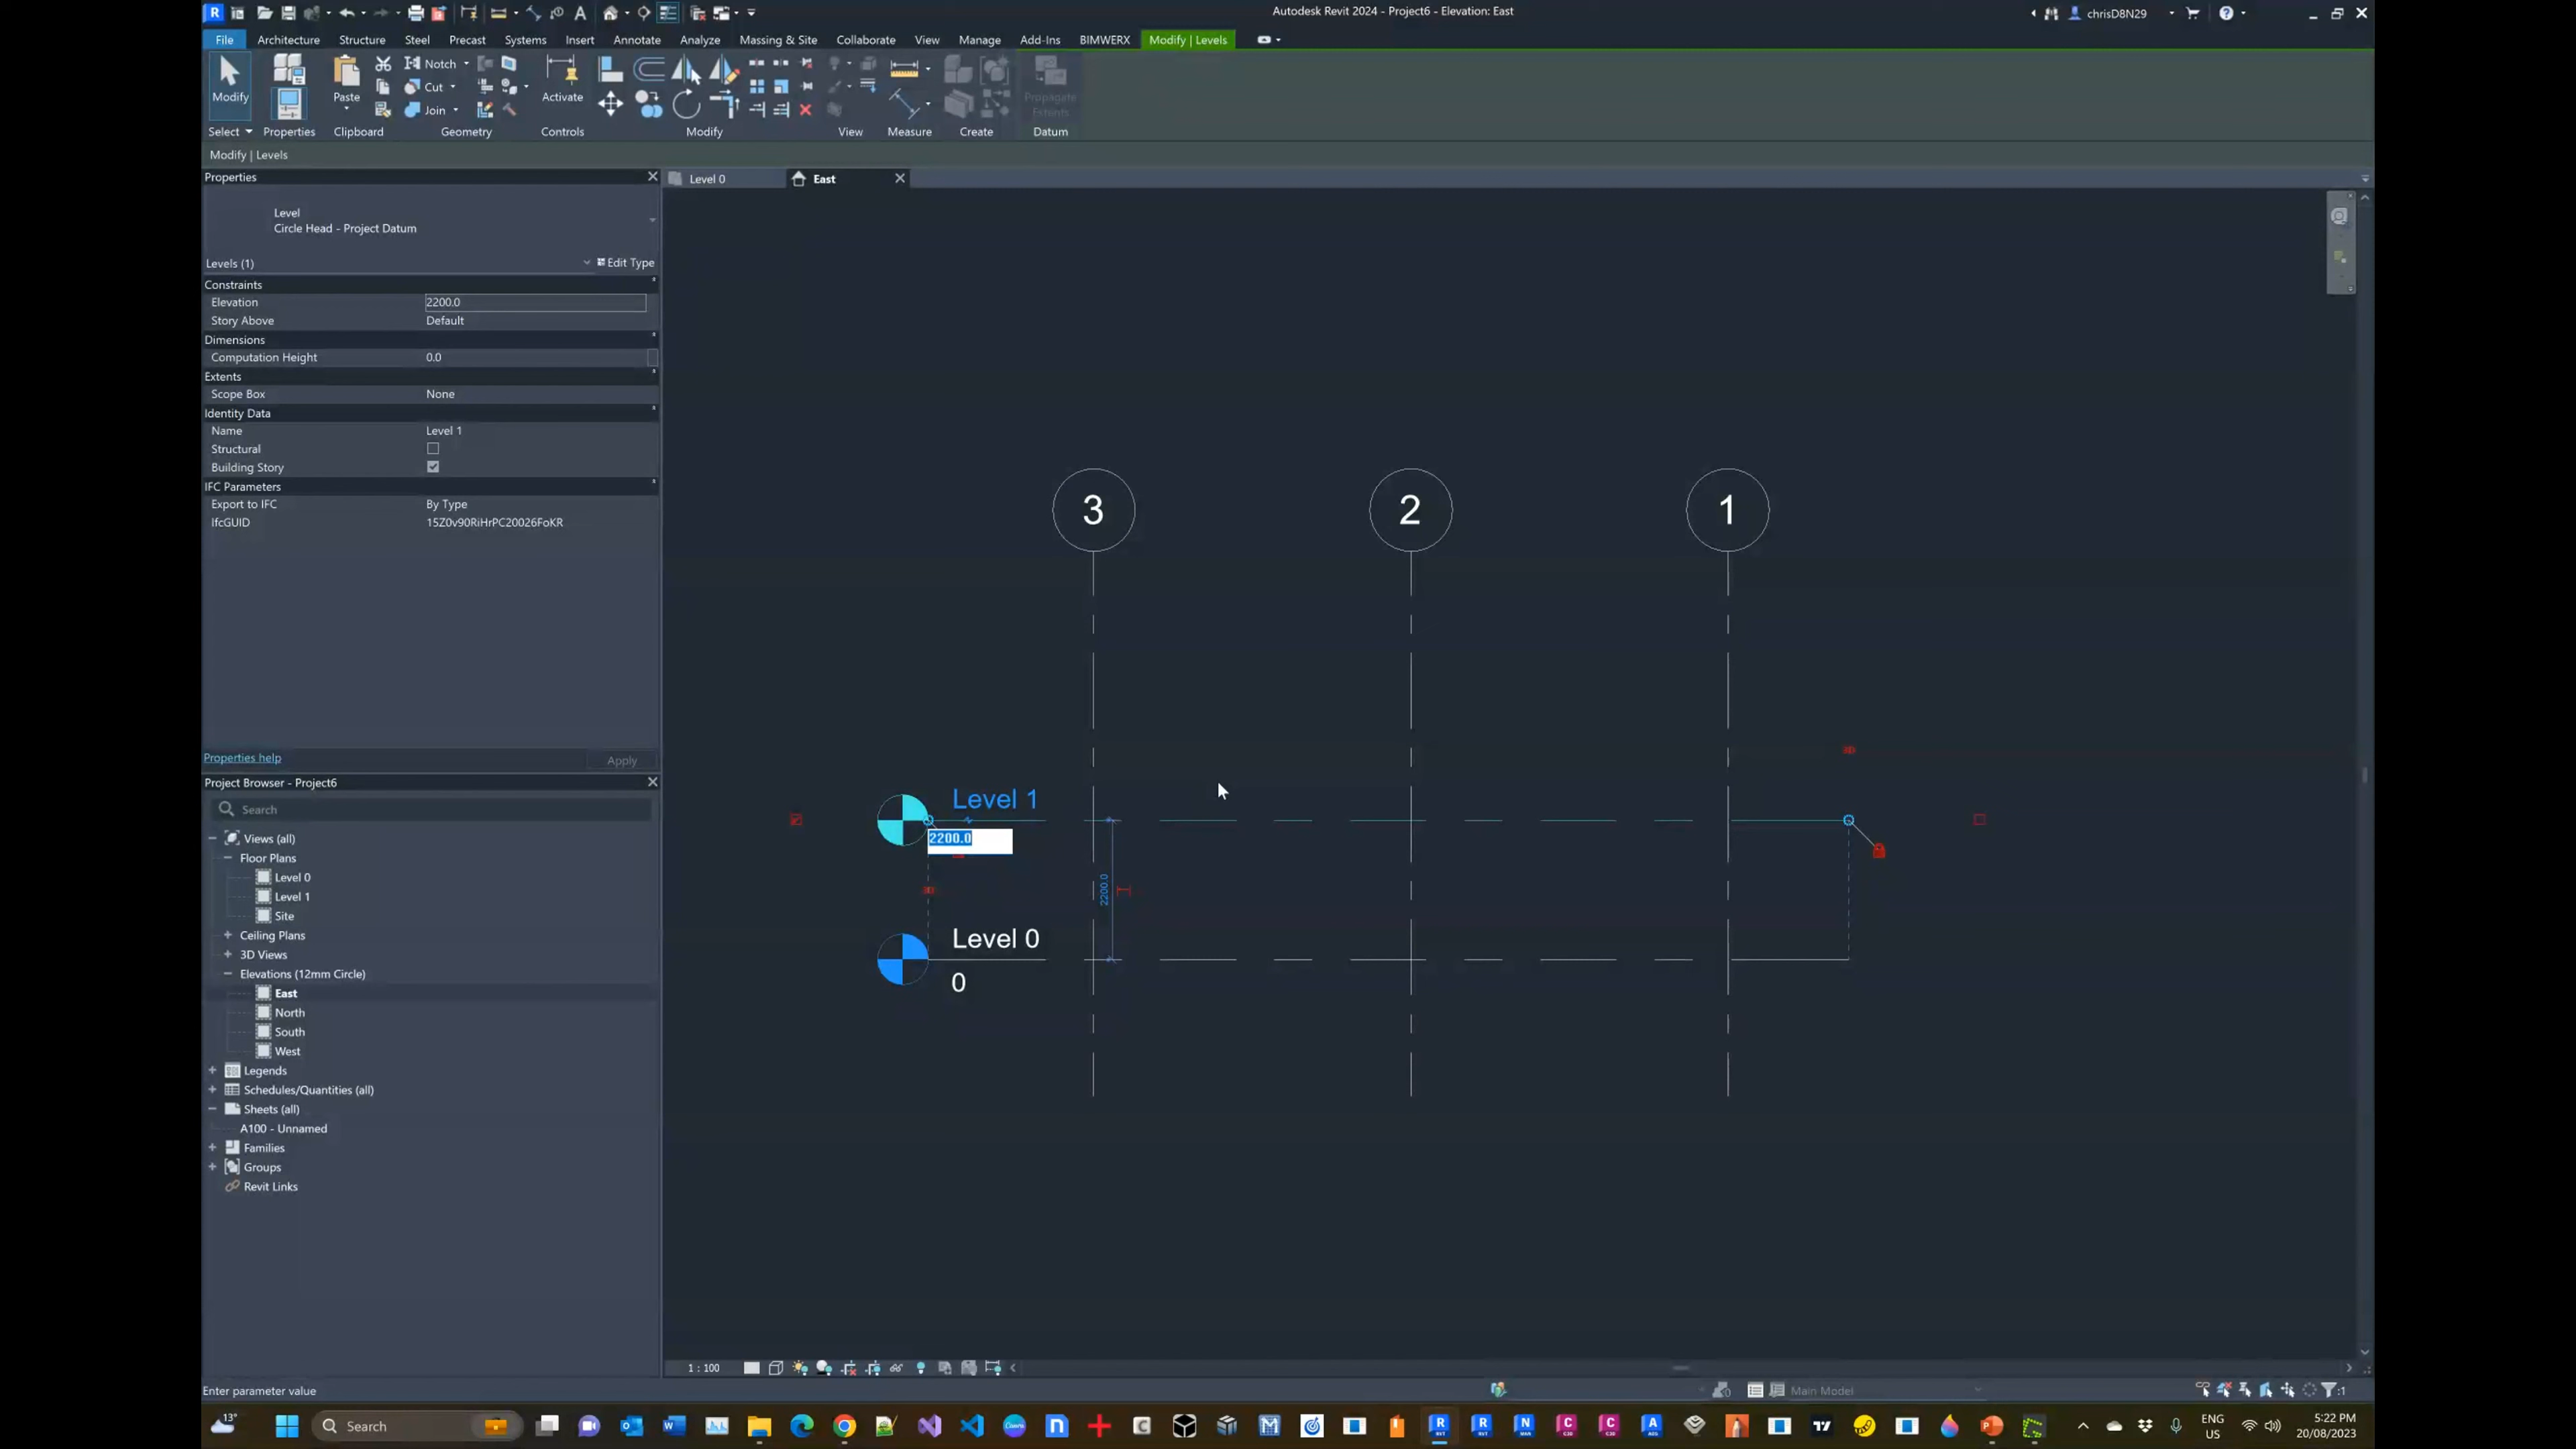 Autodesk Revit 2024 - Project6 - Elevation: East
chrisD8N29
File Architecture Structure Steel Precast Systems Insert Annotate Analyze Massing & Site Collaborate View Manage Add-Ins BIMWERX Modify | Levels
Notch
Cut
Join
Modify
Paste
Activate
Propagate
Extents
Select Properties Clipboard Geometry Controls Modify View Measure Create Datum
Modify | Levels
Properties
Level 0
East
Level
Circle Head - Project Datum
Levels (1)
Edit Type
Constraints
Elevation 2200.0
Story Above Default
Dimensions
Computation Height 0.0
Extents
Scope Box None
Identity Data
Name Level 1
Structural
Building Story
IFC Parameters
Export to IFC By Type
IfcGUID 15Z0v90RiHrPC20026FoKR
Properties help
Apply
Project Browser - Project6
Search
Views (all)
Floor Plans
Level 0
Level 1
Site
Ceiling Plans
3D Views
Elevations (12mm Circle)
East
North
South
West
Legends
Schedules/Quantities (all)
Sheets (all)
A100 - Unnamed
Families
Groups
Revit Links
3 2 1
3D
Level 1
2200.0
2200.0
3D
Level 0
0
1 : 100
Enter parameter value
Main Model
:1
13°
Search
ENG
US
5:22 PM
20/08/2023